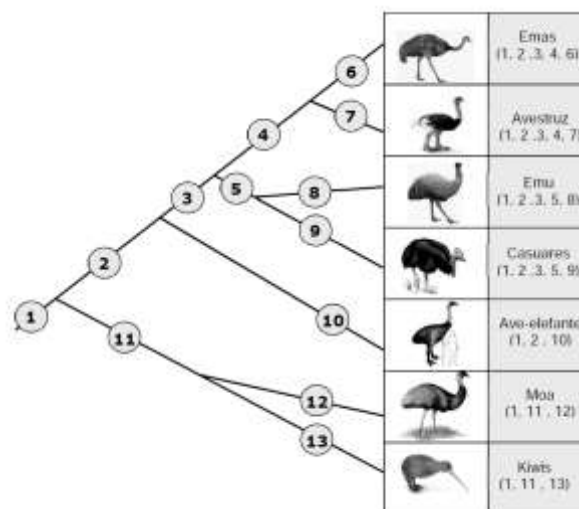 6
Emas
(1, 2 ,3, 4, 6)
7
Avestruz
(1, 2 ,3, 4, 7)
4
5
8
Emu
(1, 2 ,3, 5, 8)
3
9
Casuares
(1, 2 ,3, 5, 9)
2
10
Ave-elefante
(1, 2 , 10)
1
11
12
Moa
(1, 11 , 12)
13
Kiwis
(1, 11 , 13)